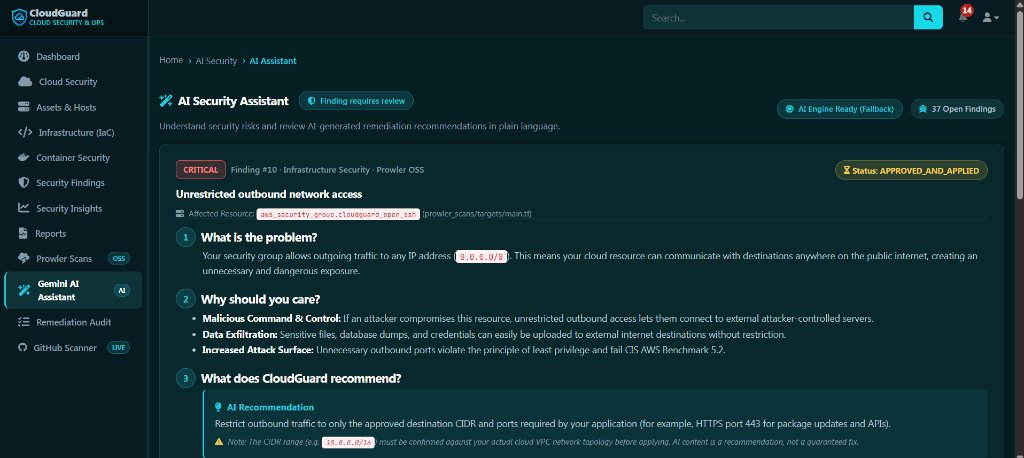 CloudGuard
CLOUD SECURITY & OPS
Search...
14
Dashboard
Cloud Security
Assets & Hosts
Infrastructure (IaC)
Container Security
Security Findings
Security Insights
Reports
Prowler Scans OSS
Gemini AI
Assistant AI
Remediation Audit
GitHub Scanner LIVE
Home › AI Security › AI Assistant
AI Security Assistant Finding requires review
AI Engine Ready (Fallback) 37 Open Findings
Understand security risks and review AI-generated remediation recommendations in plain language.
CRITICAL Finding #10 · Infrastructure Security · Prowler OSS Status: APPROVED_AND_APPLIED
Unrestricted outbound network access
Affected Resource: aws_security_group.cloudguard_open_ssh (prowler_scans/targets/main.tf)
1 What is the problem?
Your security group allows outgoing traffic to any IP address (0.0.0.0/0). This means your cloud resource can communicate with destinations anywhere on the public internet, creating an
unnecessary and dangerous exposure.
2 Why should you care?
• Malicious Command & Control: If an attacker compromises this resource, unrestricted outbound access lets them connect to external attacker-controlled servers.
• Data Exfiltration: Sensitive files, database dumps, and credentials can easily be uploaded to external internet destinations without restriction.
• Increased Attack Surface: Unnecessary outbound ports violate the principle of least privilege and fail CIS AWS Benchmark 5.2.
3 What does CloudGuard recommend?
AI Recommendation
Restrict outbound traffic to only the approved destination CIDR and ports required by your application (for example, HTTPS port 443 for package updates and APIs).
Note: The CIDR range (e.g. 10.0.0.0/16) must be confirmed against your actual cloud VPC network topology before applying. AI content is a recommendation, not a guaranteed fix.